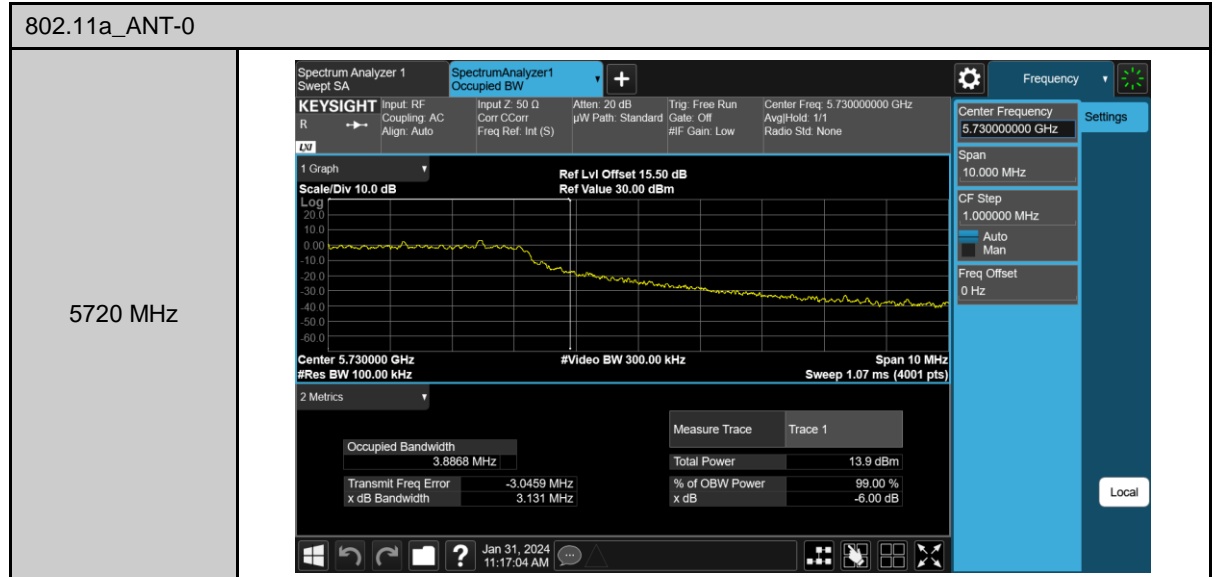 802.11a_ANT-0
5720 MHz
Spectrum Analyzer 1
Swept SA
SpectrumAnalyzer1
Occupied BW
+
Frequency
KEYSIGHT
R
LXI
Input: RF
Coupling: AC
Align: Auto
Input Z: 50 Ω
Corr CCorr
Freq Ref: Int (S)
Atten: 20 dB
µW Path: Standard
Trig: Free Run
Gate: Off
#IF Gain: Low
Center Freq: 5.730000000 GHz
Avg|Hold: 1/1
Radio Std: None
Center Frequency
5.730000000 GHz
Settings
Span
10.000 MHz
CF Step
1.000000 MHz
Auto
Man
Freq Offset
0 Hz
Local
1 Graph
Scale/Div 10.0 dB
Ref Lvl Offset 15.50 dB
Ref Value 30.00 dBm
Log
20.0
10.0
0.00
-10.0
-20.0
-30.0
-40.0
-50.0
-60.0
Center 5.730000 GHz
#Video BW 300.00 kHz
Span 10 MHz
#Res BW 100.00 kHz
Sweep 1.07 ms (4001 pts)
2 Metrics
Measure Trace Trace 1
Occupied Bandwidth
3.8868 MHz
Total Power 13.9 dBm
Transmit Freq Error -3.0459 MHz
% of OBW Power 99.00 %
x dB Bandwidth 3.131 MHz
x dB -6.00 dB
?
Jan 31, 2024
11:17:04 AM